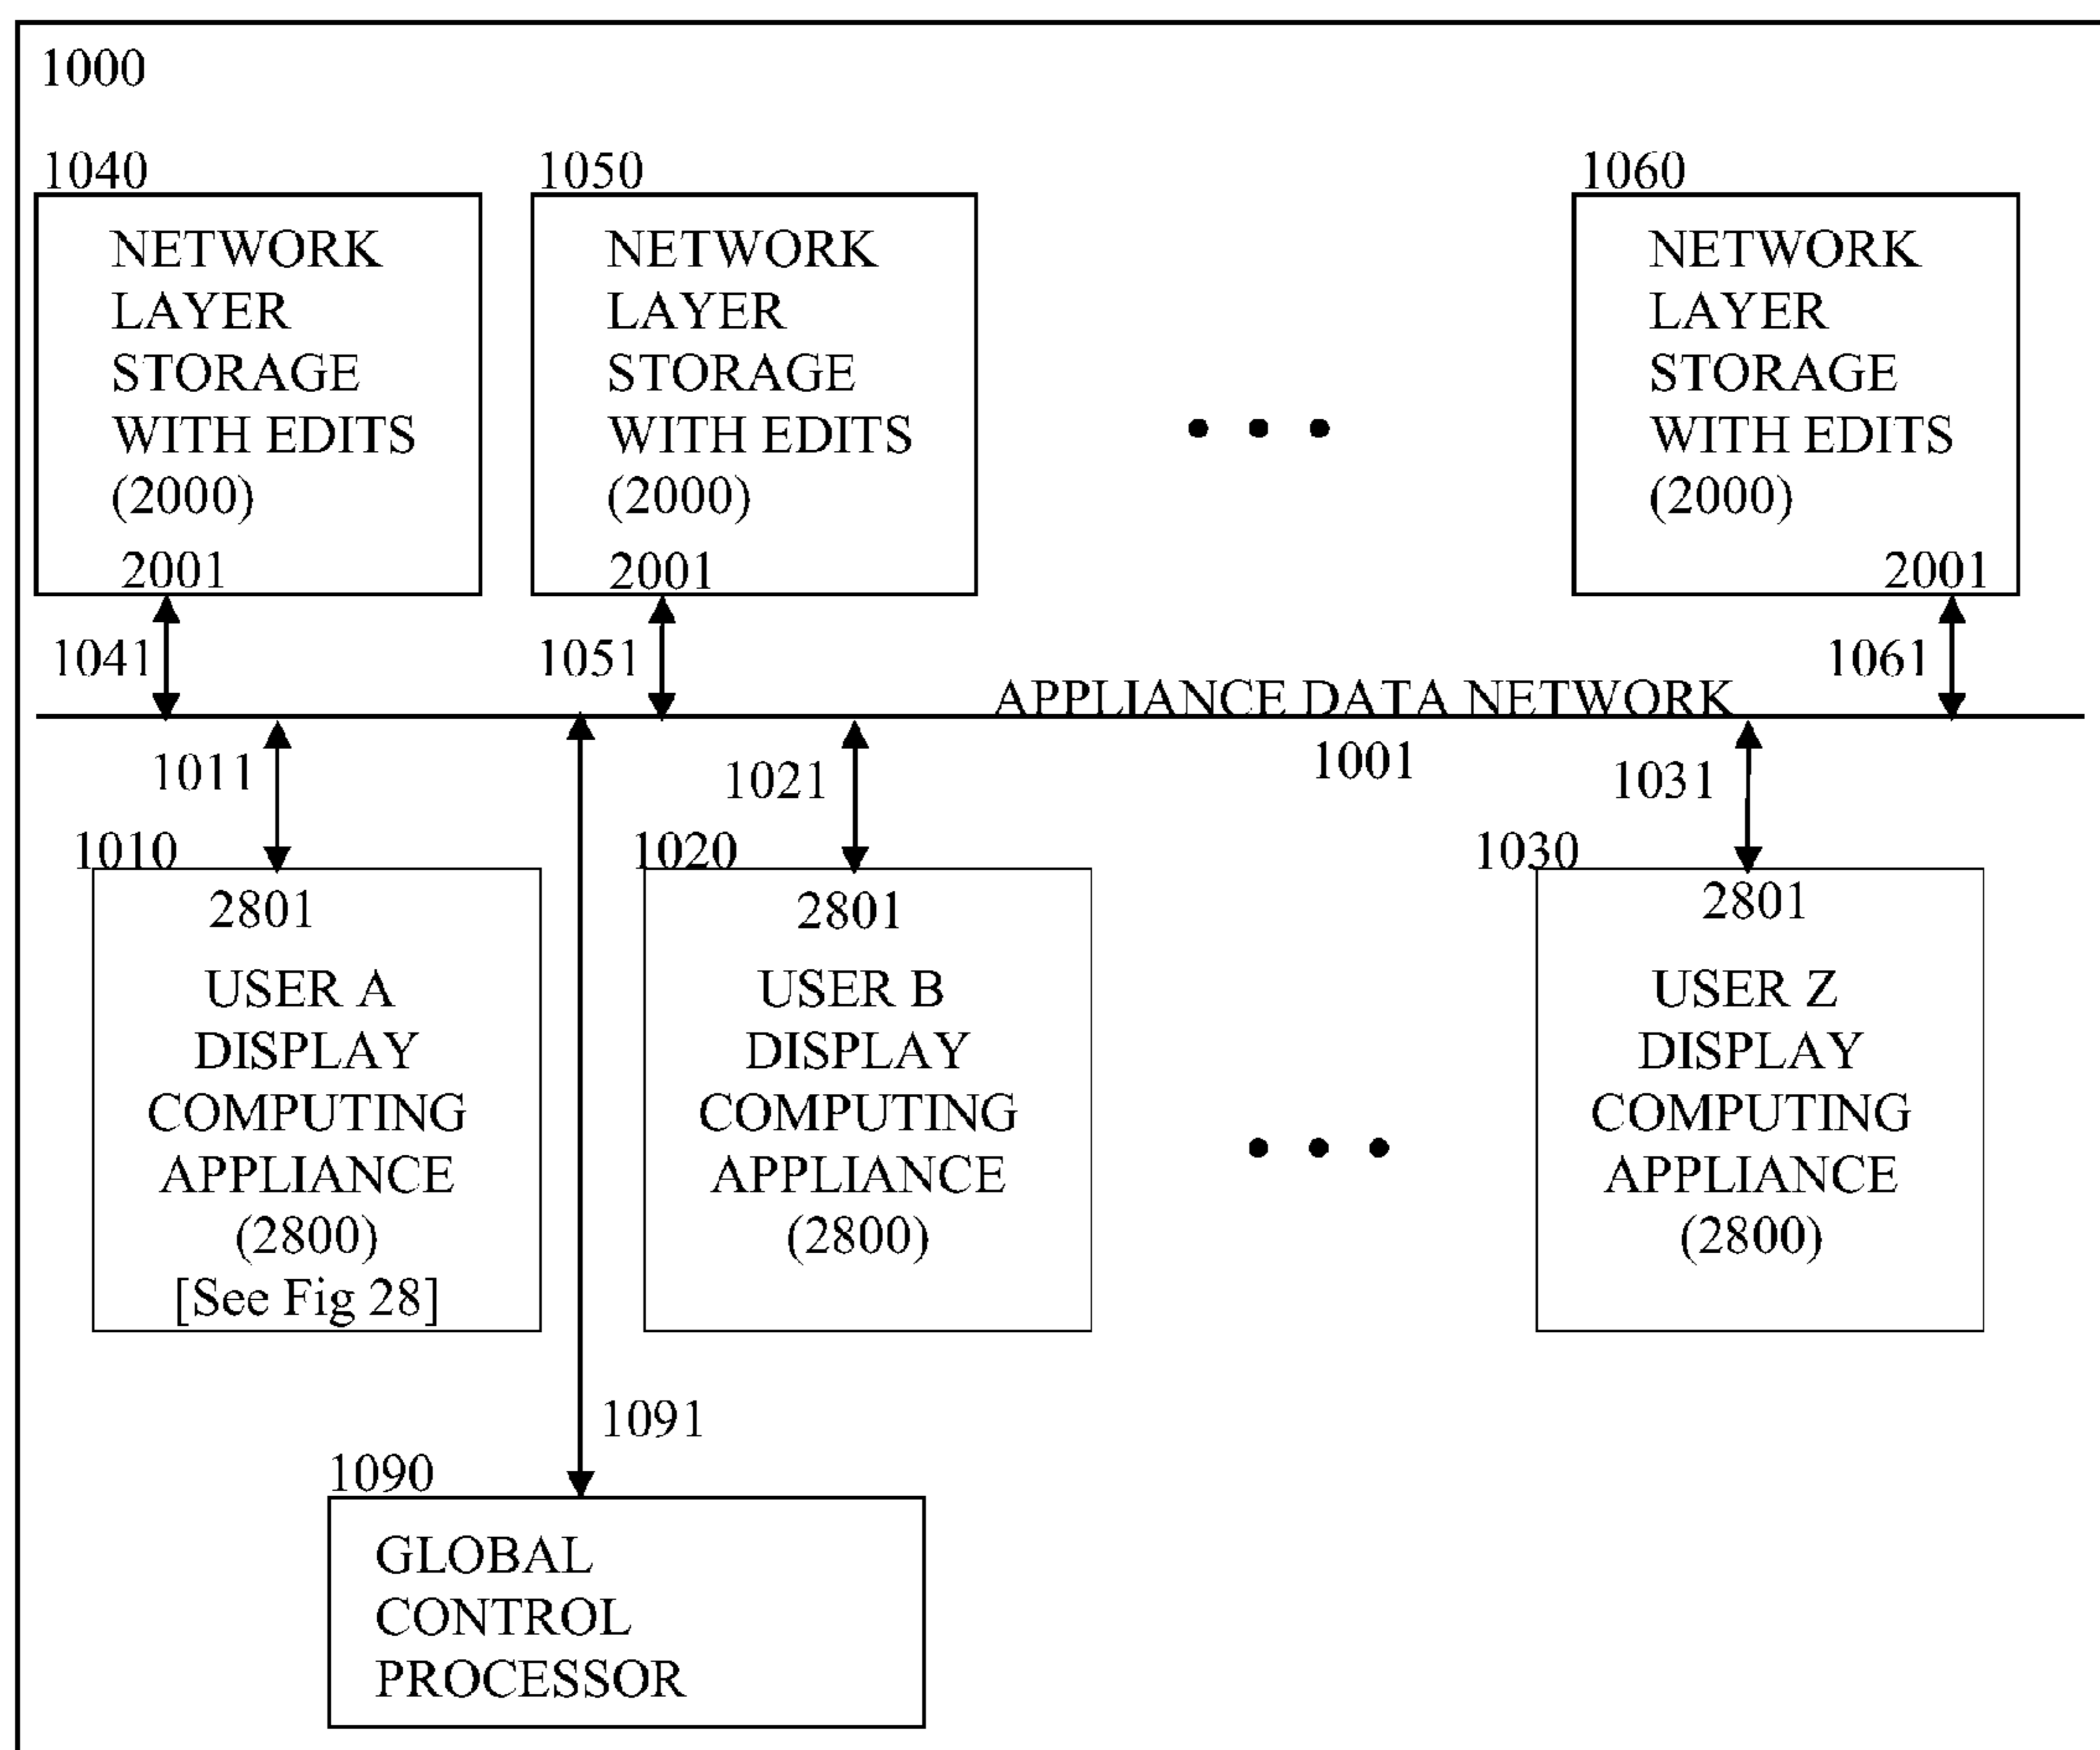 1000
1040
NETWORK
LAYER
STORAGE
WITH EDITS
(2000)
2001
1050
NETWORK
LAYER
STORAGE
WITH EDITS
(2000)
2001
1060
NETWORK
LAYER
STORAGE
WITH EDITS
(2000)
2001
1041
1051
1061
APPLIANCE DATA NETWORK
1001
1011
1021
1031
1010
2801
USER A
DISPLAY
COMPUTING
APPLIANCE
(2800)
[See Fig 28]
1020
2801
USER B
DISPLAY
COMPUTING
APPLIANCE
(2800)
1030
2801
USER Z
DISPLAY
COMPUTING
APPLIANCE
(2800)
1091
1090
GLOBAL
CONTROL
PROCESSOR